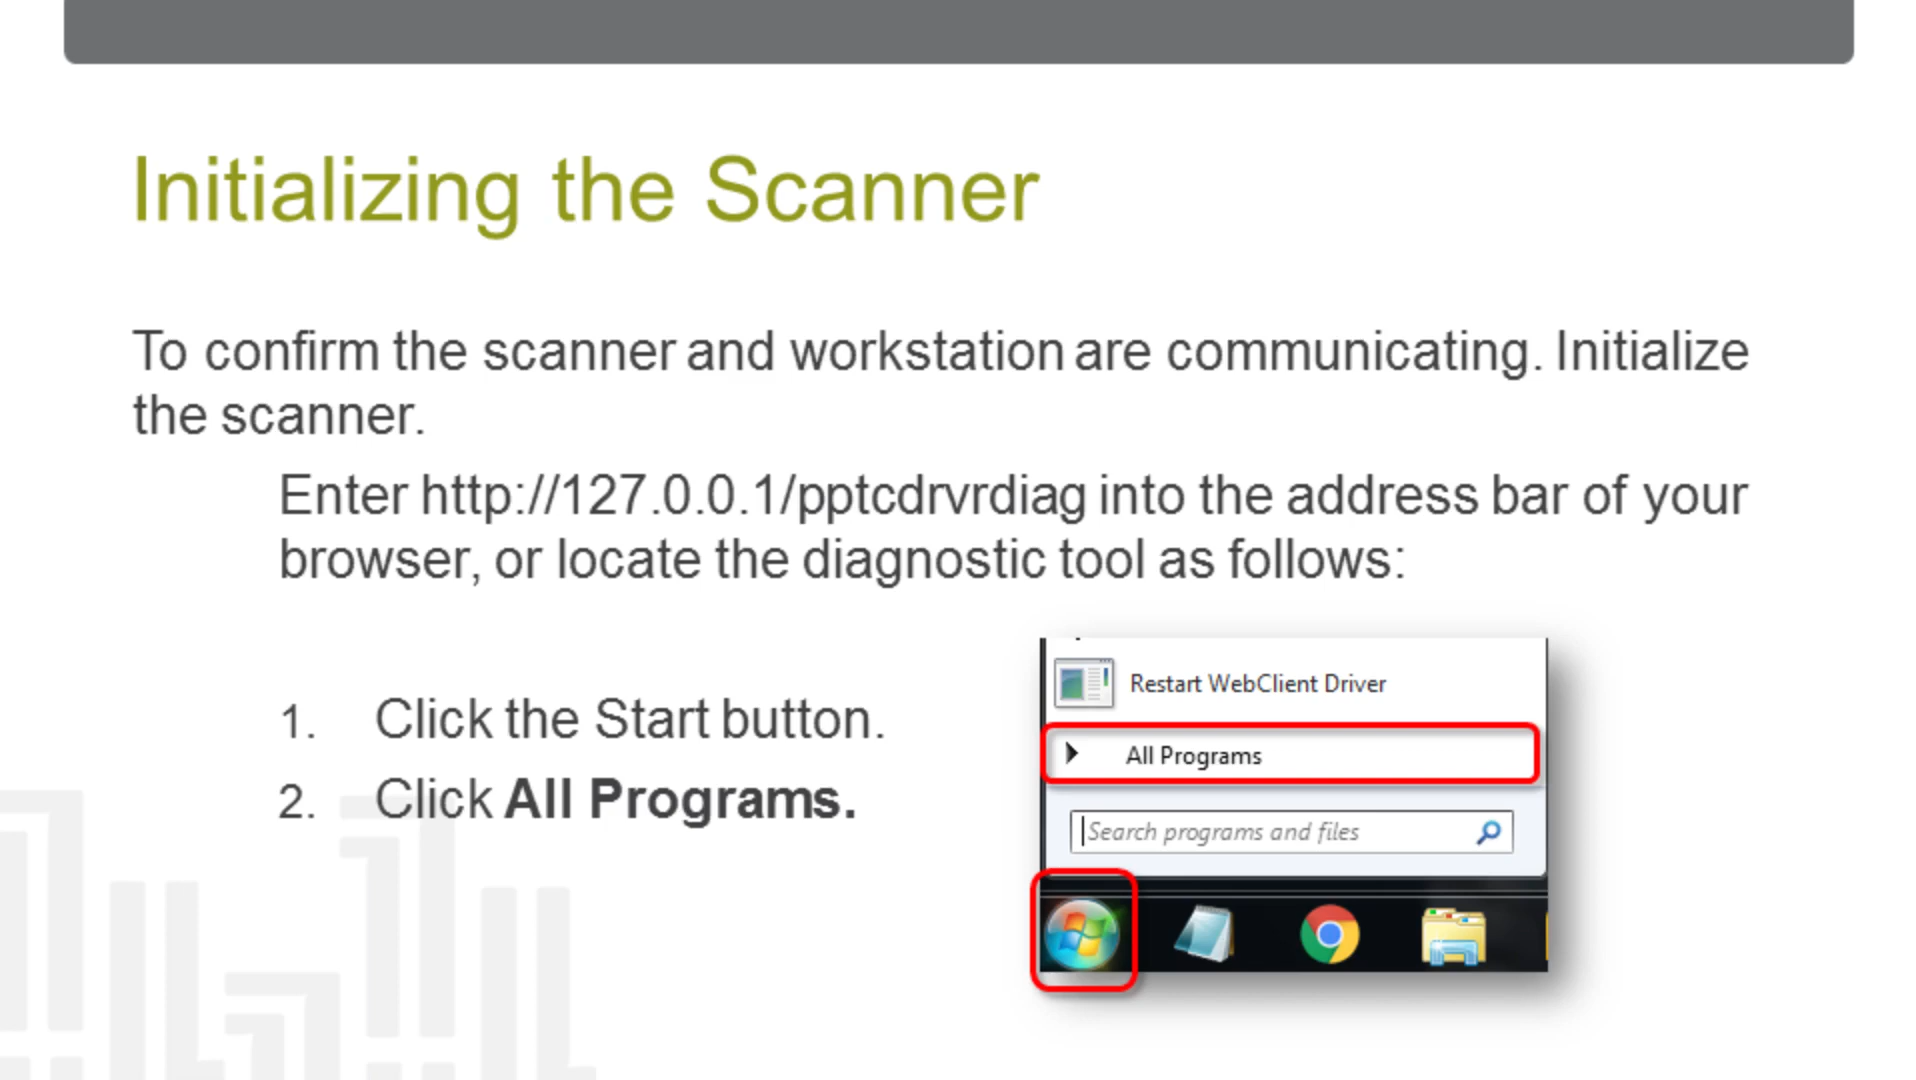 Initializing the Scanner
To confirm the scanner and workstation are communicating. Initialize
the scanner.
Enter http://127.0.0.1/pptcdrvrdiag into the address bar of your
browser, or locate the diagnostic tool as follows:
1. Click the Start button.
2. Click All Programs.
Restart WebClient Driver
All Programs
Search programs and files